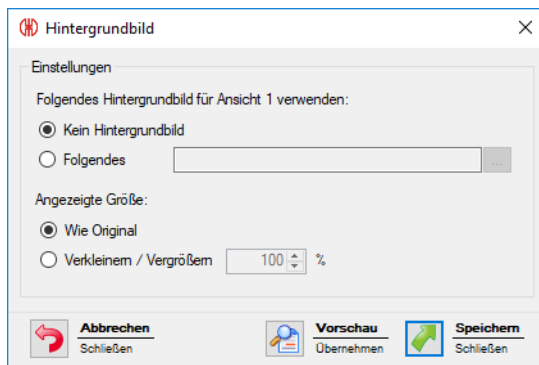 Hintergrundbild
Einstellungen
Folgendes Hintergrundbild für Ansicht 1 verwenden:
Kein Hintergrundbild
Folgendes
...
Angezeigte Größe:
Wie Original
Verkleinern / Vergrößern 100 %
Abbrechen
Schließen
Vorschau
Übernehmen
Speichern
Schließen